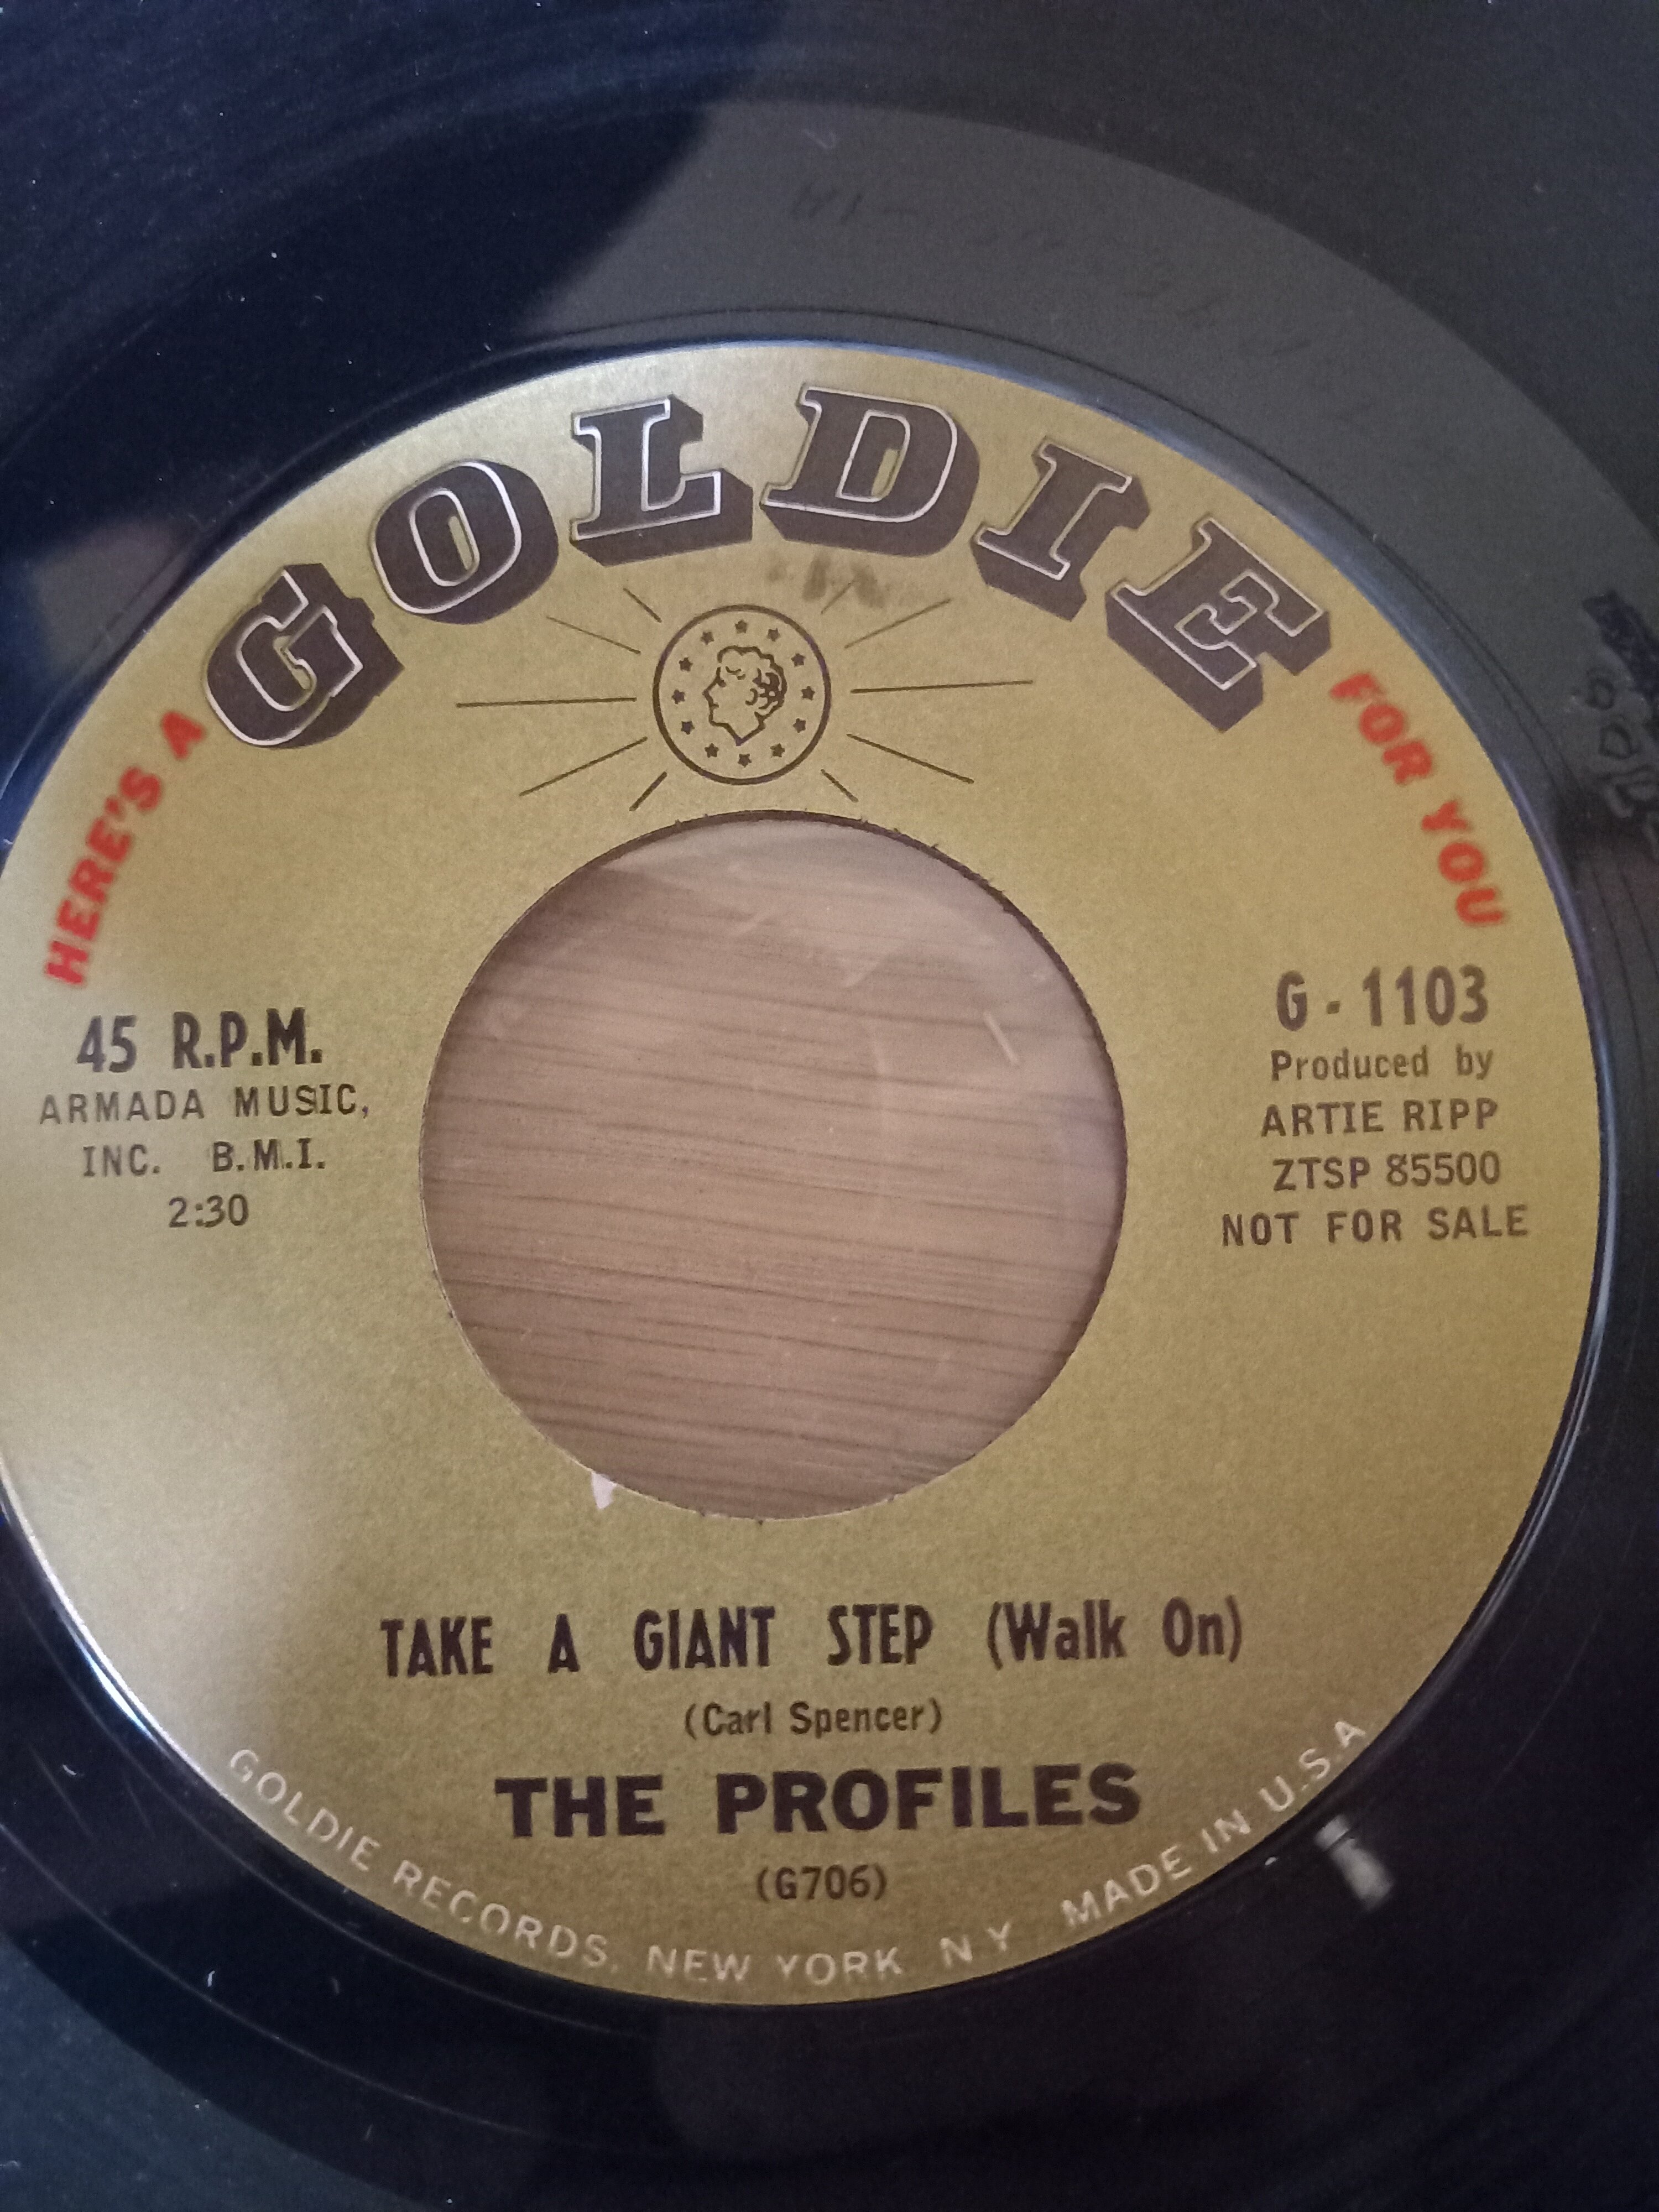 HERE'S A GOLDIE FOR YOU
45 R.P.M.
ARMADA MUSIC,
INC. B.M.I.
2:30
G - 1103
Produced by
ARTIE RIPP
ZTSP 85500
NOT FOR SALE
TAKE A GIANT STEP (Walk On)
(Carl Spencer)
THE PROFILES
(G706)
GOLDIE RECORDS, NEW YORK N Y MADE IN U.S.A